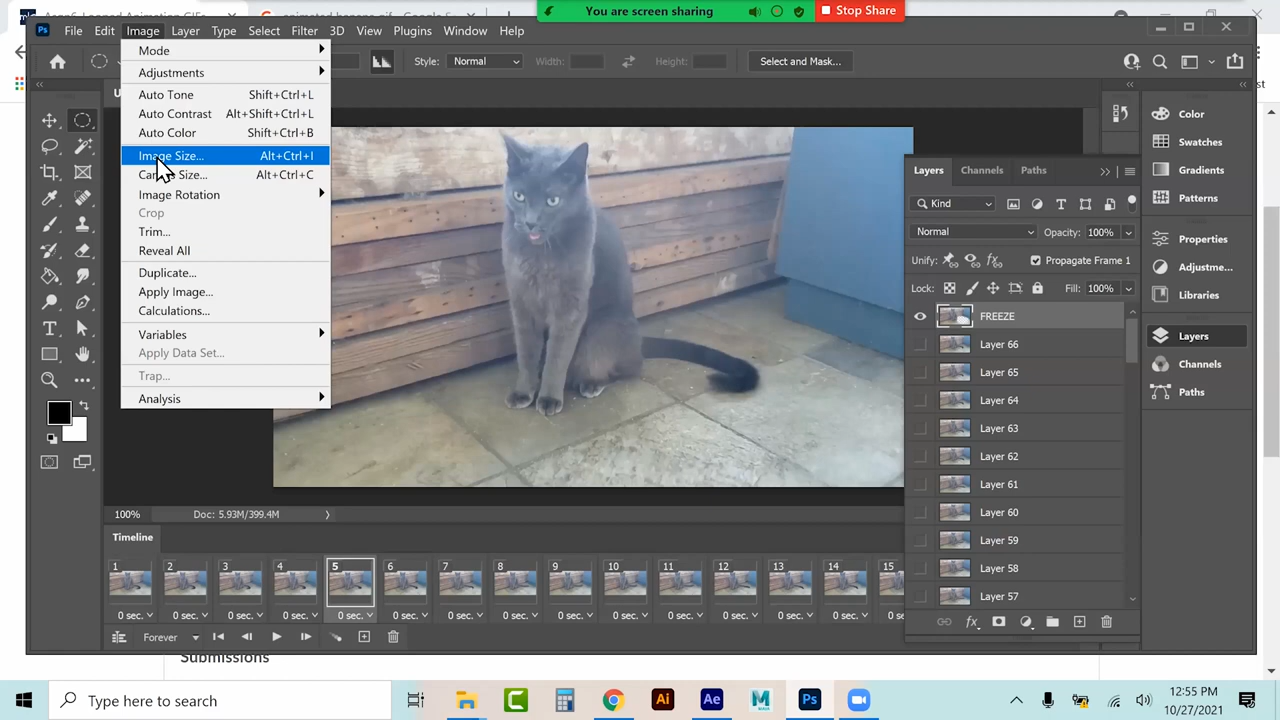 You are screen sharing
Stop Share
Ps
File Edit Image Layer Type Select Filter 3D View Plugins Window Help
Style: Normal Width: Height: Select and Mask...
Mode
Adjustments
Auto Tone Shift+Ctrl+L
Auto Contrast Alt+Shift+Ctrl+L
Auto Color Shift+Ctrl+B
Image Size... Alt+Ctrl+I
Size... Alt+Ctrl+C
Image Rotation
Crop
Trim...
Reveal All
Duplicate...
Apply Image...
Calculations...
Variables
Apply Data Set...
Trap...
Analysis
Layers Channels Paths
Kind
Normal Opacity: 100%
Unify: Propagate Frame 1
Lock: Fill: 100%
FREEZE
Layer 66
Layer 65
Layer 64
Layer 63
Layer 62
Layer 61
Layer 60
Layer 59
Layer 58
Layer 57
Color
Swatches
Gradients
Patterns
Properties
Adjustme...
Libraries
Layers
Channels
Paths
100% Doc: 5.93M/399.4M
Timeline
1 2 3 4 5 6 7 8 9 10 11 12 13 14 15
0 sec. 0 sec. 0 sec. 0 sec. 0 sec. 0 sec. 0 sec. 0 sec. 0 sec. 0 sec. 0 sec. 0 sec. 0 sec. 0 sec. 0 sec.
Forever
Submissions
Type here to search
Ai Ae M Ps
12:55 PM
10/27/2021